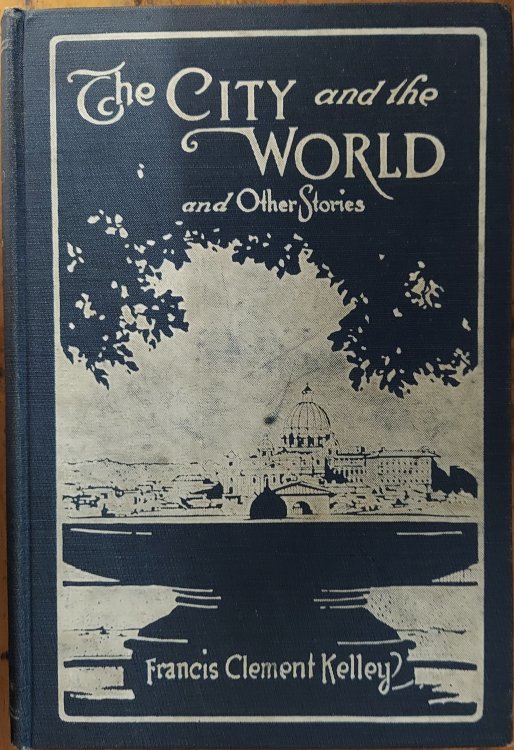 The CITY and the
WORLD
and Other Stories
Francis Clement Kelley